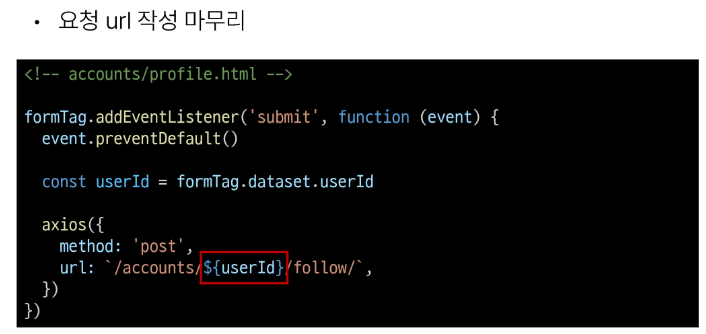 • 요청 url 작성 마무리
<!-- accounts/profile.html -->
formTag.addEventListener('submit', function (event) {
  event.preventDefault()
  const userId = formTag.dataset.userId
  axios({
    method: 'post',
    url: `/accounts/${userId}/follow/`,
  })
})